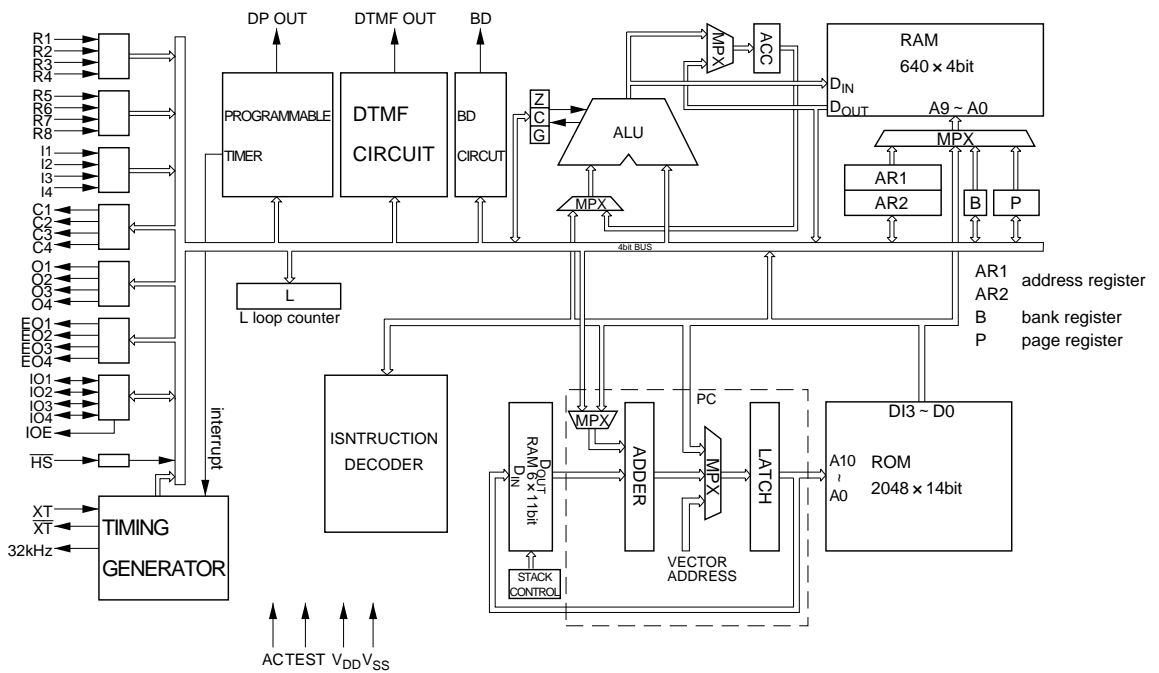 DP OUT
DTMF OUT
BD
R1
R2
R3
R4
R5
R6
R7
R8
I1
I2
I3
I4
C1
C2
C3
C4
O1
O2
O3
O4
EO1
EO2
EO3
EO4
IO1
IO2
IO3
IO4
IOE
HS
XT
XT
32kHz
TIMING
GENERATOR
interrupt
PROGRAMMABLE
TIMER
DTMF
CIRCUIT
BD
CIRCUT
Z
C
G
ALU
MPX
MPX
ACC
RAM
640 × 4bit
DIN
DOUT
A9 ~ A0
MPX
AR1
AR2
B
P
4bit BUS
L
L loop counter
AR1
AR2
address register
B bank register
P page register
ISNTRUCTION
DECODER
DOUT
RAM 6 × 11bit
DIN
STACK
CONTROL
PC
MPX
ADDER
MPX
LATCH
VECTOR
ADDRESS
DI3 ~ D0
A10
~
A0
ROM
2048 × 14bit
AC
TEST
VDD
VSS